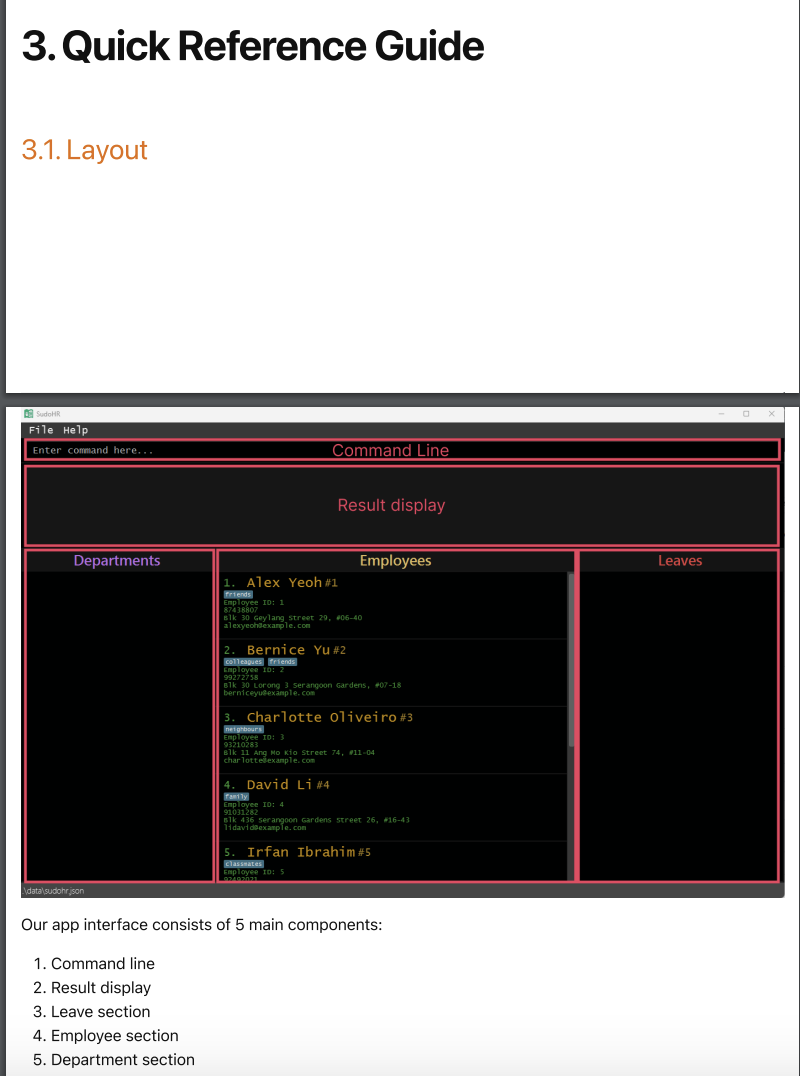 3. Quick Reference Guide
3.1. Layout
SudoHR
File Help
Enter command here...
Command Line
Result display
Departments
Employees
Leaves
1. Alex Yeoh #1
friends
Employee ID: 1
87438807
Blk 30 Geylang Street 29, #06-40
alexyeoh@example.com
2. Bernice Yu #2
colleagues friends
Employee ID: 2
99272758
Blk 30 Lorong 3 Serangoon Gardens, #07-18
berniceyu@example.com
3. Charlotte Oliveiro #3
neighbours
Employee ID: 3
93210283
Blk 11 Ang Mo Kio Street 74, #11-04
charlotte@example.com
4. David Li #4
family
Employee ID: 4
91031282
Blk 436 Serangoon Gardens Street 26, #16-43
lidavid@example.com
5. Irfan Ibrahim #5
classmates
Employee ID: 5
92492021
.\data\sudohr.json
Our app interface consists of 5 main components:
1. Command line
2. Result display
3. Leave section
4. Employee section
5. Department section